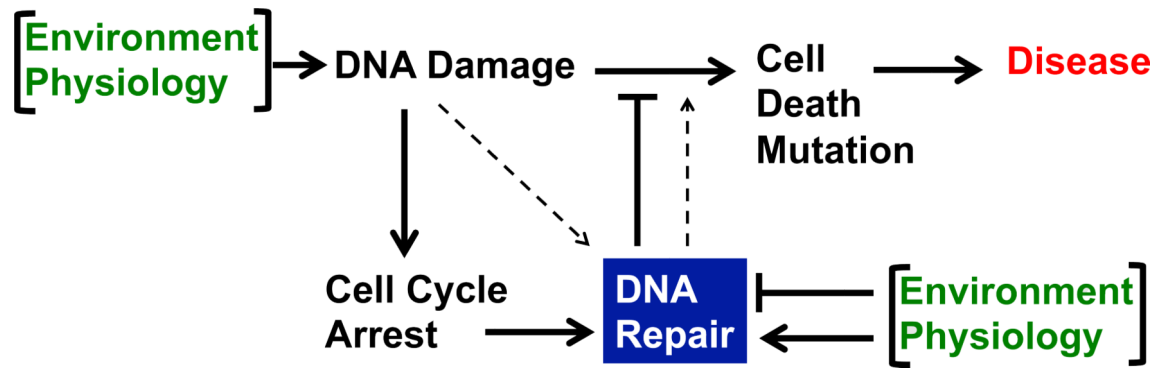 Environment
Physiology
DNA Damage
Cell
Death
Mutation
Disease
Cell Cycle
Arrest
DNA
Repair
Environment
Physiology